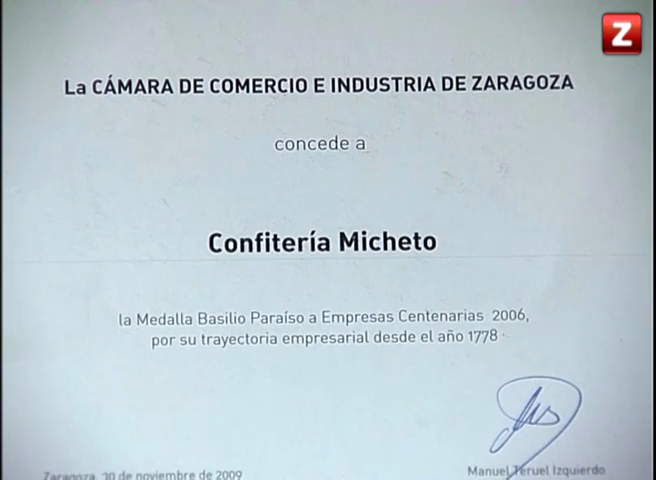 Z
La CÁMARA DE COMERCIO E INDUSTRIA DE ZARAGOZA
concede a
Confitería Micheto
la Medalla Basilio Paraíso a Empresas Centenarias 2006,
por su trayectoria empresarial desde el año 1778
Zaragoza, 30 de noviembre de 2009
Manuel Teruel Izquierdo